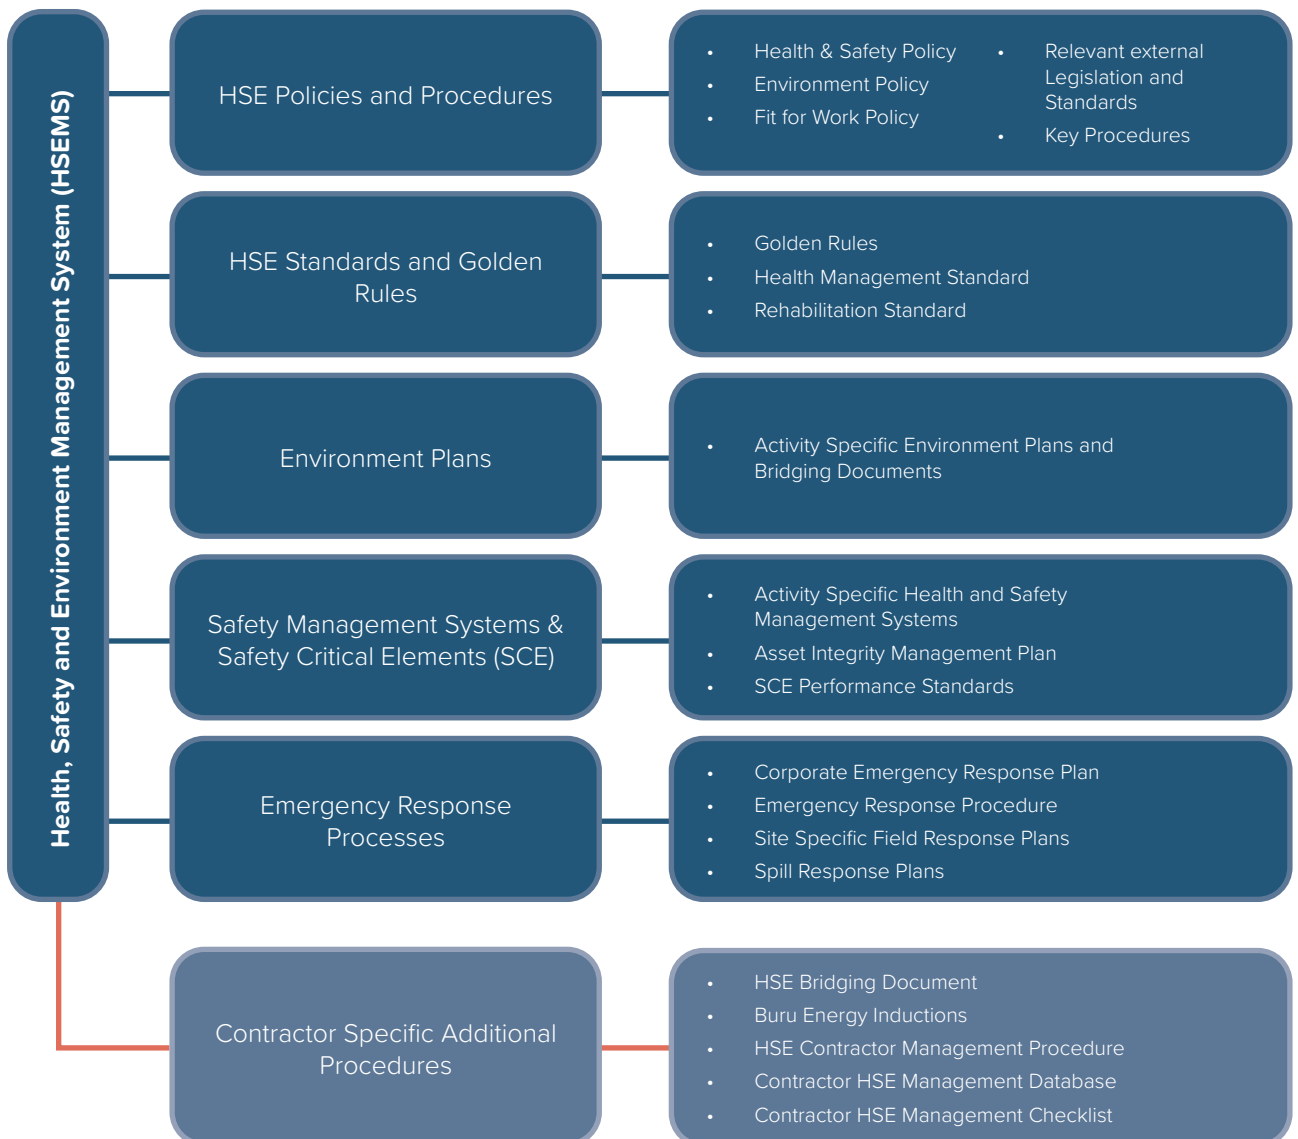 Health, Safety and Environment Management System (HSEMS)
HSE Policies and Procedures
• Health & Safety Policy
• Environment Policy
• Fit for Work Policy
• Relevant external
Legislation and
Standards
• Key Procedures
HSE Standards and Golden
Rules
• Golden Rules
• Health Management Standard
• Rehabilitation Standard
Environment Plans
• Activity Specific Environment Plans and
Bridging Documents
Safety Management Systems &
Safety Critical Elements (SCE)
• Activity Specific Health and Safety
Management Systems
• Asset Integrity Management Plan
• SCE Performance Standards
Emergency Response
Processes
• Corporate Emergency Response Plan
• Emergency Response Procedure
• Site Specific Field Response Plans
• Spill Response Plans
Contractor Specific Additional
Procedures
• HSE Bridging Document
• Buru Energy Inductions
• HSE Contractor Management Procedure
• Contractor HSE Management Database
• Contractor HSE Management Checklist